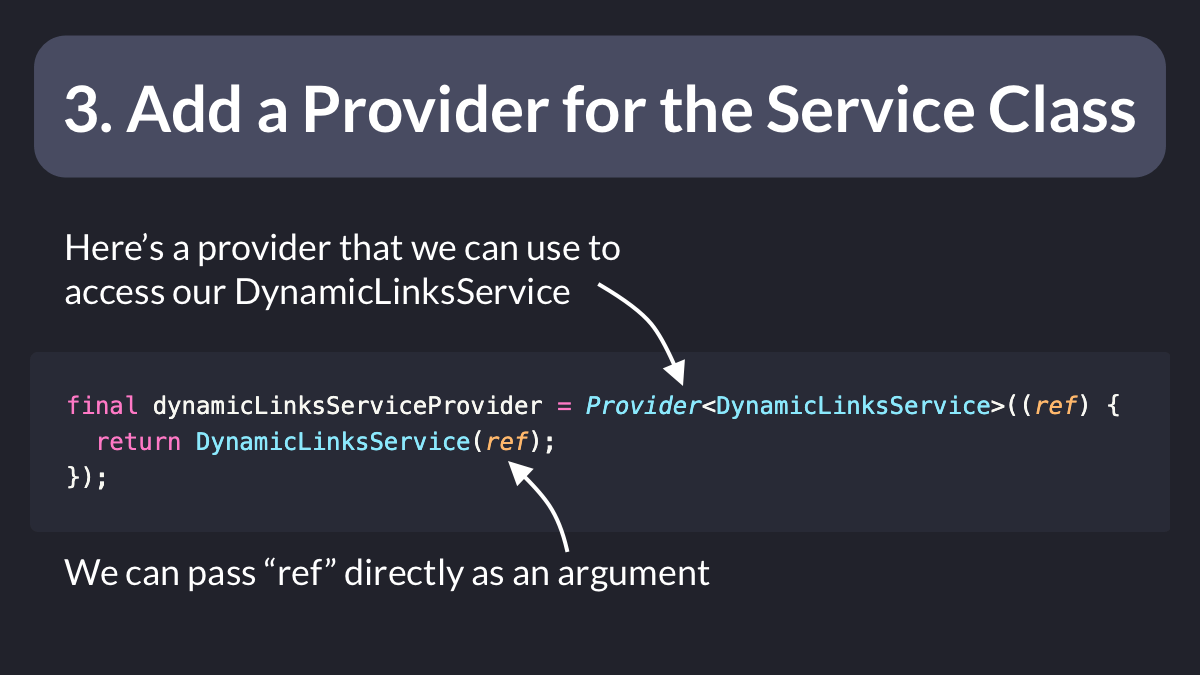 3. Add a Provider for the Service Class
Here’s a provider that we can use to
access our DynamicLinksService
final dynamicLinksServiceProvider = Provider<DynamicLinksService>((ref) {
  return DynamicLinksService(ref);
});
We can pass “ref” directly as an argument